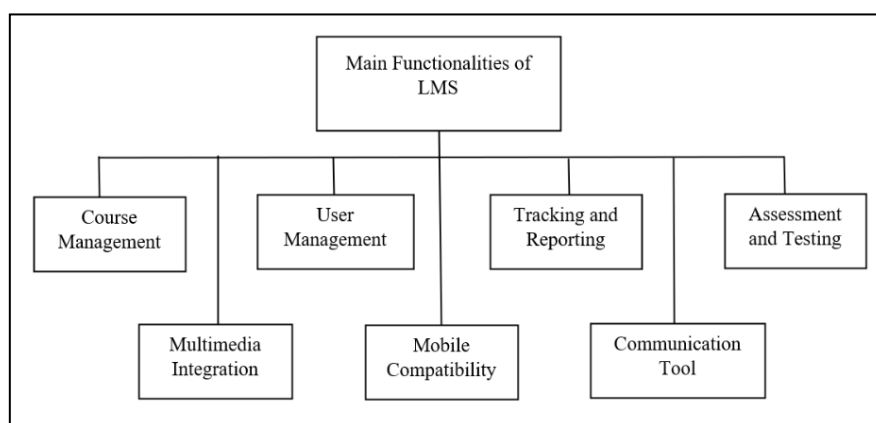 Main Functionalities of
LMS
Course
Management
User
Management
Tracking and
Reporting
Assessment
and Testing
Multimedia
Integration
Mobile
Compatibility
Communication
Tool